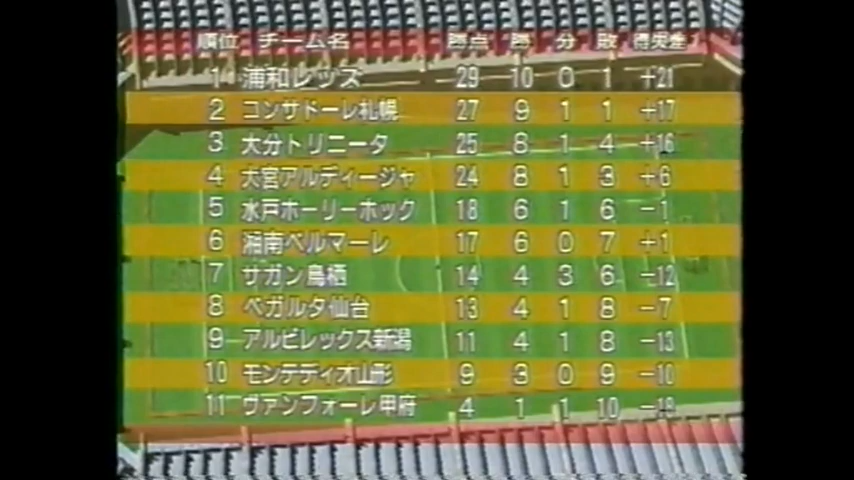 順位 チーム名 勝点 勝 分 敗 得失差
1 浦和レッズ 29 10 0 1 +21
2 コンサドーレ札幌 27 9 1 1 +17
3 大分トリニータ 25 8 1 4 +16
4 大宮アルディージャ 24 8 1 3 +6
5 水戸ホーリーホック 18 6 1 6 -1
6 湘南ベルマーレ 17 6 0 7 +1
7 サガン鳥栖 14 4 3 6 -12
8 ベガルタ仙台 13 4 1 8 -7
9 アルビレックス新潟 11 4 1 8 -13
10 モンテディオ山形 9 3 0 9 -10
11 ヴァンフォーレ甲府 4 1 1 10